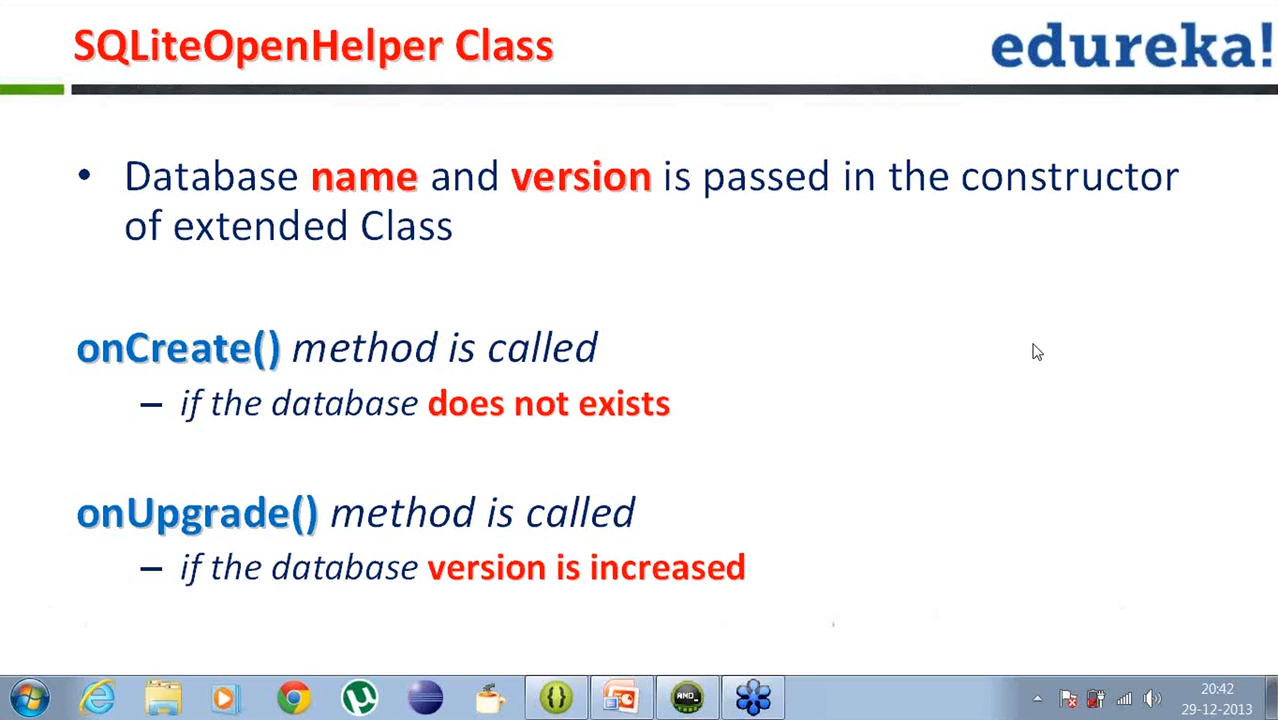 SQLiteOpenHelper Class
edureka!
• Database name and version is passed in the constructor
of extended Class
onCreate() method is called
– if the database does not exists
onUpgrade() method is called
– if the database version is increased
20:42
29-12-2013